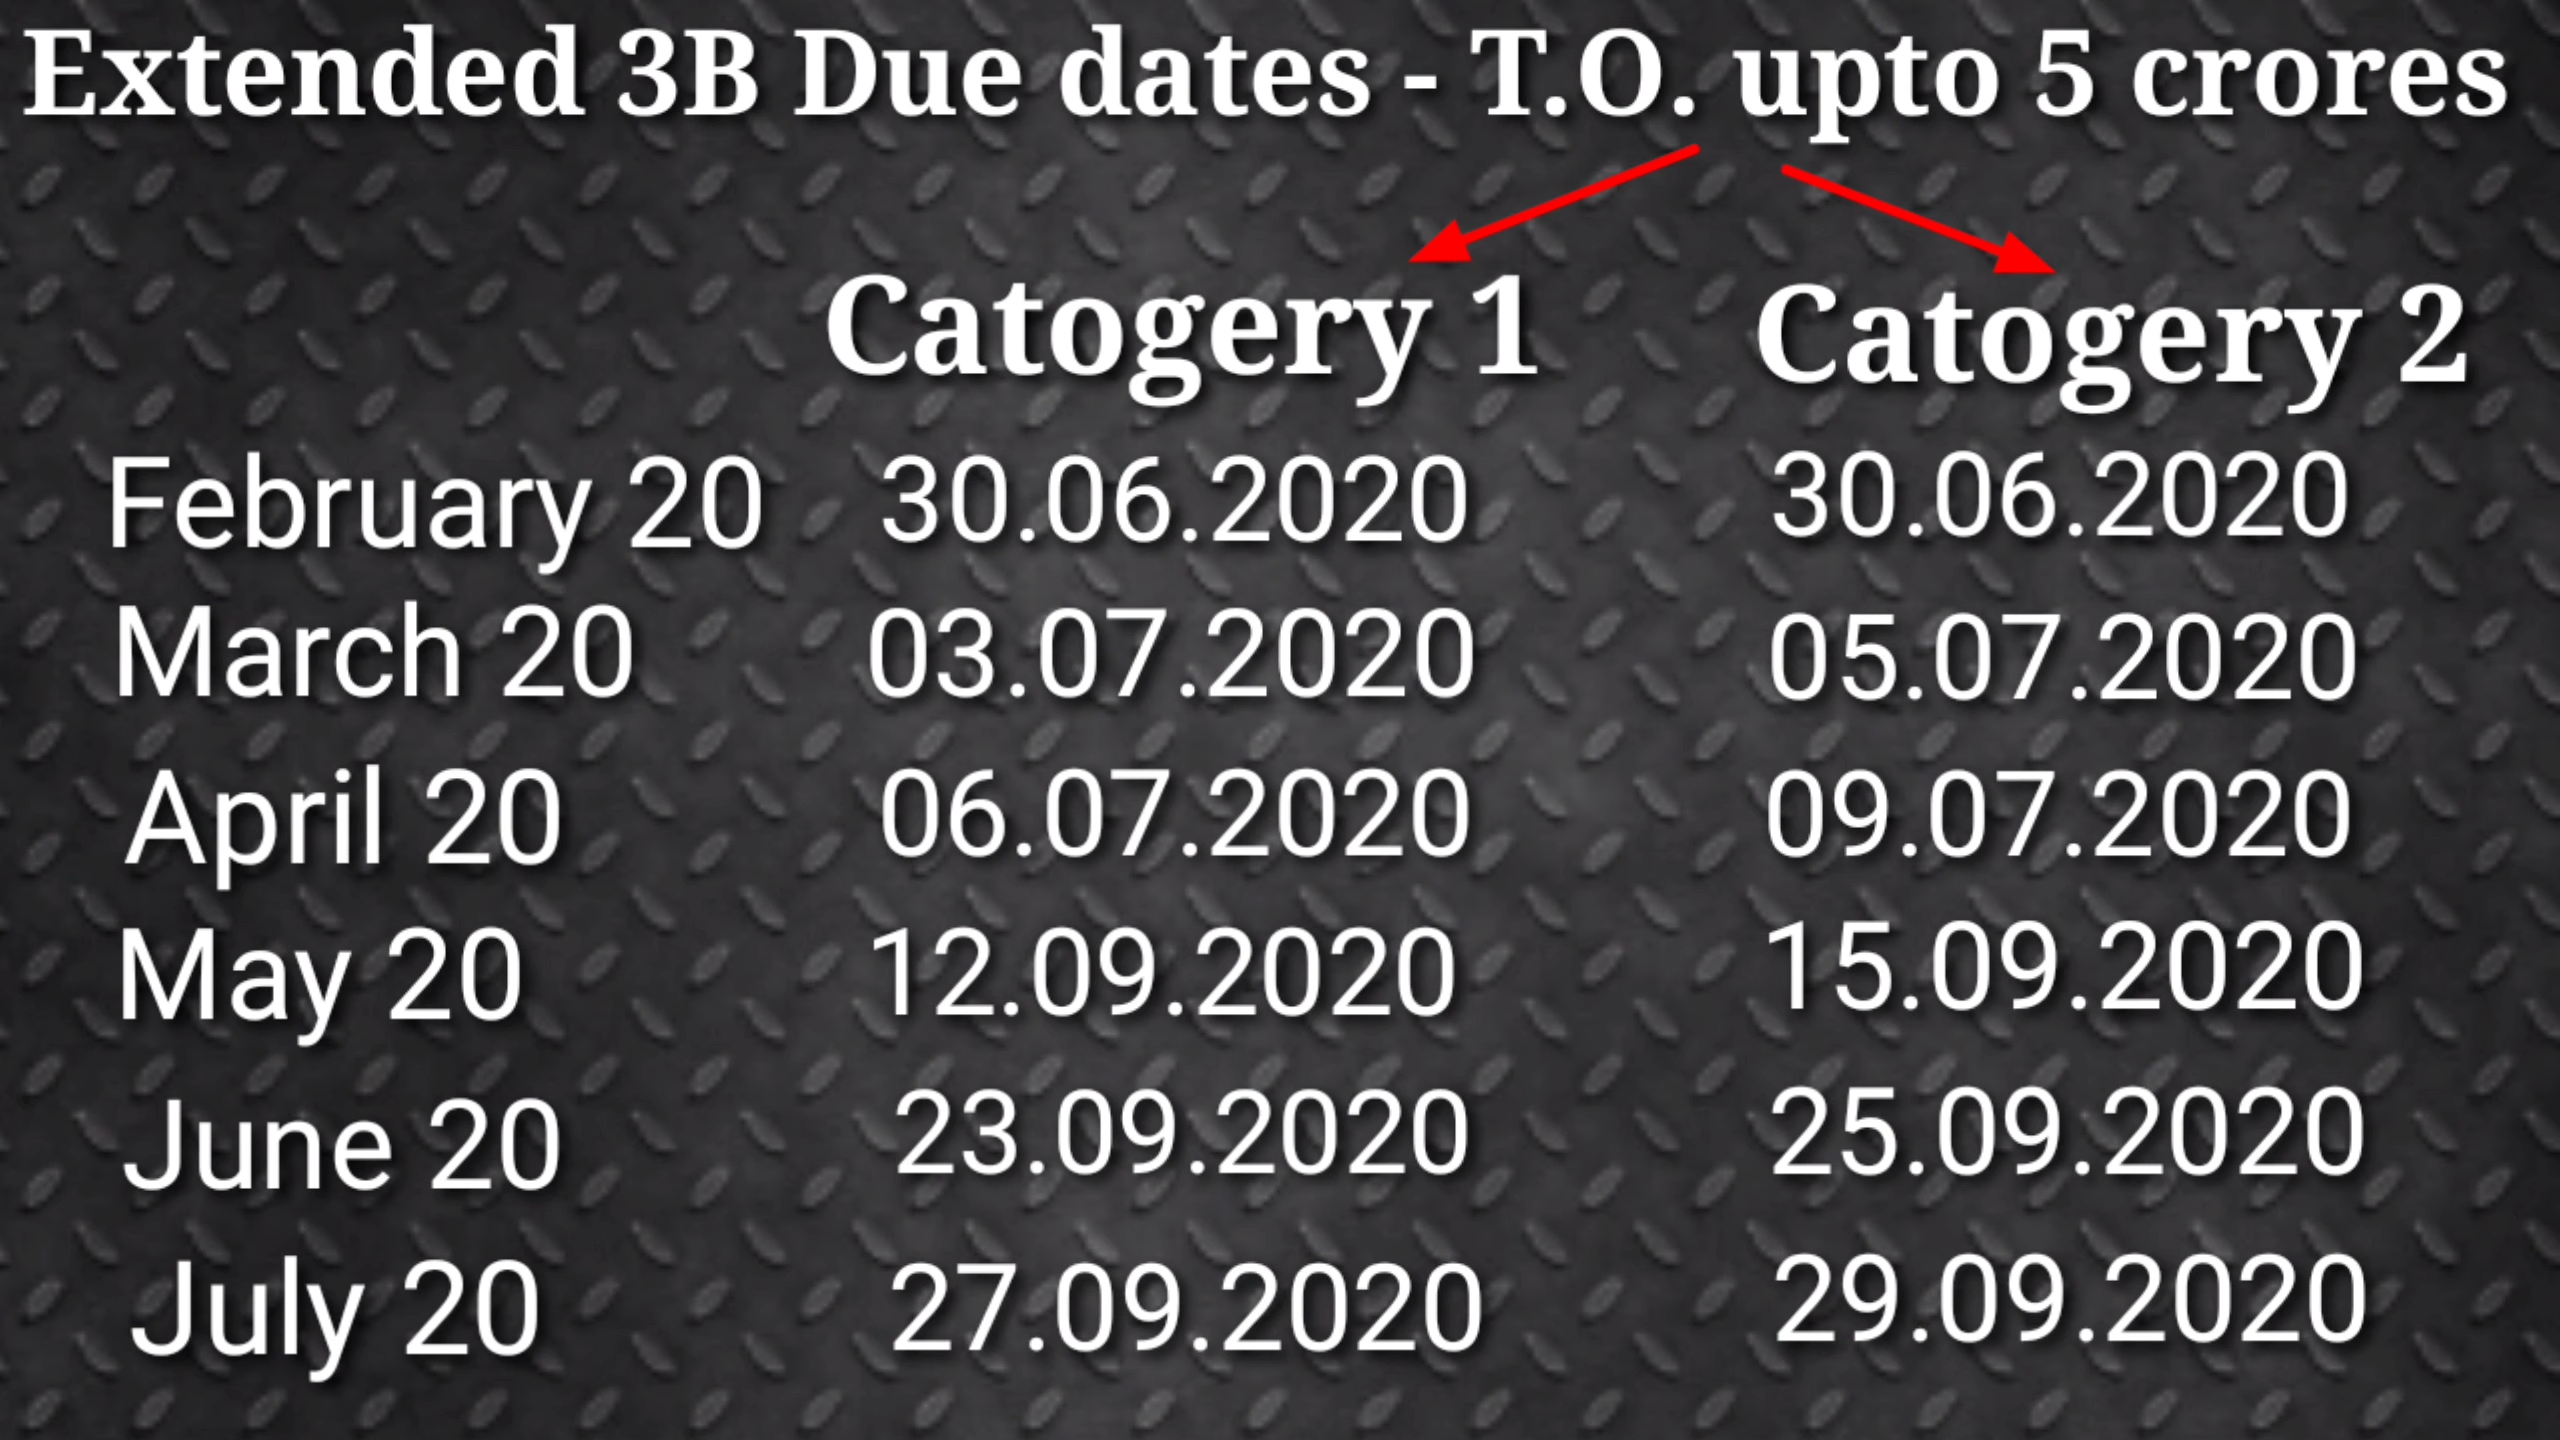 Extended 3B Due dates - T.O. upto 5 crores
Catogery 1 Catogery 2
February 20 30.06.2020 30.06.2020
March 20 03.07.2020 05.07.2020
April 20 06.07.2020 09.07.2020
May 20 12.09.2020 15.09.2020
June 20 23.09.2020 25.09.2020
July 20 27.09.2020 29.09.2020